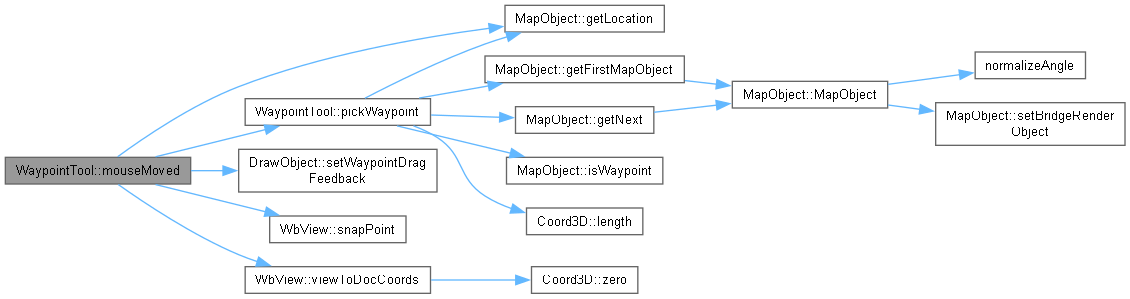 MapObject::getLocation
MapObject::getFirstMapObject
normalizeAngle
MapObject::MapObject
WaypointTool::pickWaypoint
MapObject::getNext
MapObject::setBridgeRender
Object
WaypointTool::mouseMoved
DrawObject::setWaypointDrag
Feedback
MapObject::isWaypoint
Coord3D::length
WbView::snapPoint
WbView::viewToDocCoords
Coord3D::zero